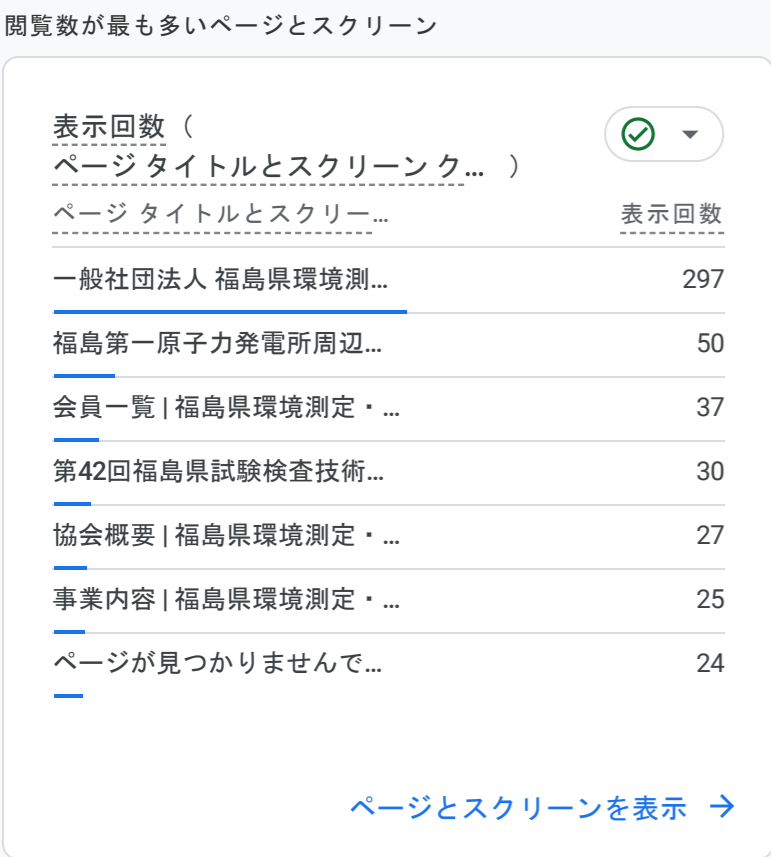 閲覧数が最も多いページとスクリーン
表示回数（
ページ タイトルとスクリーン ク... ）
ページ タイトルとスクリー... 表示回数
一般社団法人 福島県環境測... 297
福島第一原子力発電所周辺... 50
会員一覧 | 福島県環境測定・... 37
第42回福島県試験検査技術... 30
協会概要 | 福島県環境測定・... 27
事業内容 | 福島県環境測定・... 25
ページが見つかりませんで... 24
ページとスクリーンを表示 →